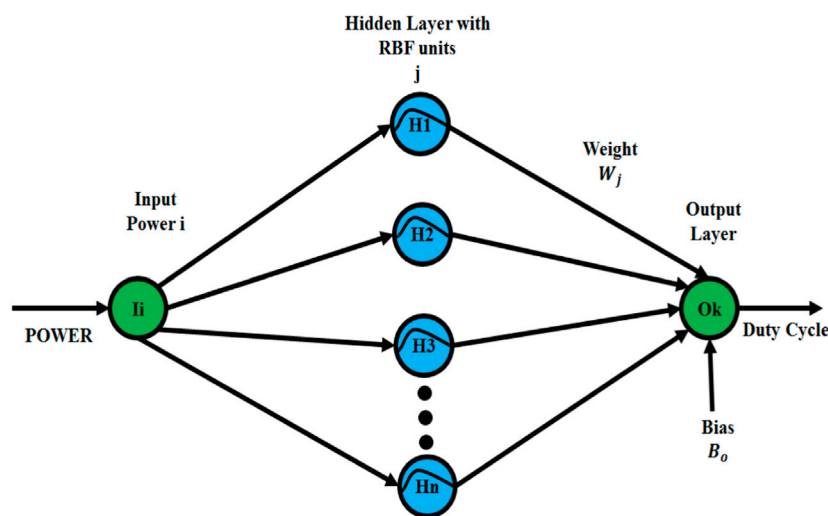 Hidden Layer with
RBF units
j
H1
Weight
W_j
Input
Power i
H2
Output
Layer
Ii
Ok
POWER
H3
Duty Cycle
Bias
B_o
Hn